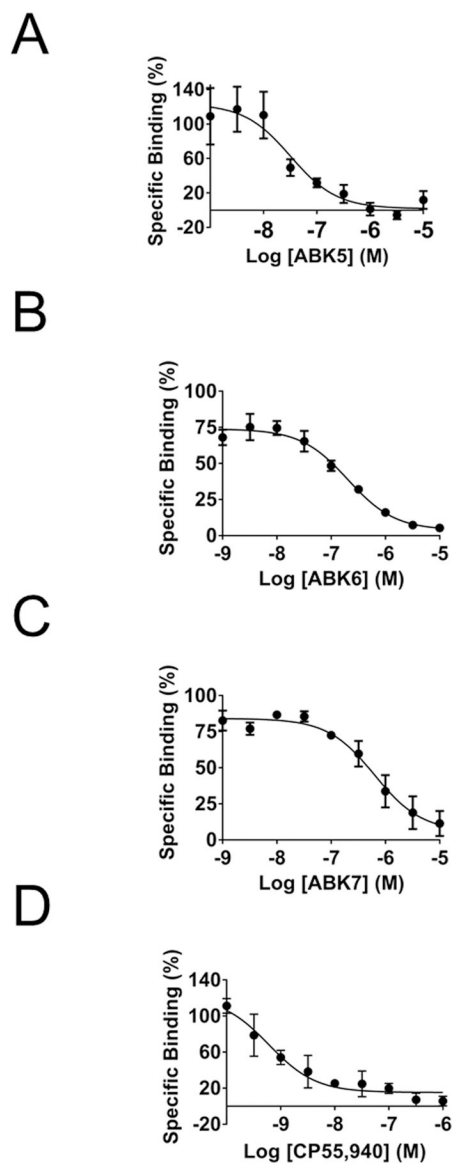 A
Specific Binding (%)
140
100
60
20
-20
-8 -7 -6 -5
Log [ABK5] (M)
B
Specific Binding (%)
100
75
50
25
0
-9 -8 -7 -6 -5
Log [ABK6] (M)
C
Specific Binding (%)
100
75
50
25
0
-9 -8 -7 -6 -5
Log [ABK7] (M)
D
Specific Binding (%)
140
100
60
20
-20
-9 -8 -7 -6
Log [CP55,940] (M)